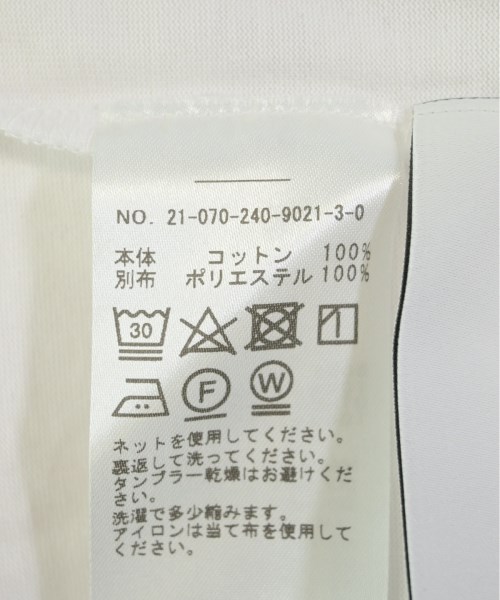 NO. 21-070-240-9021-3-0
本体 コットン 100%
別布 ポリエステル 100%
30
F W
ネットを使用してください。
裏返して洗ってください。
タンブラー乾燥はお避けくだ
さい。
洗濯で多少縮みます。
アイロンは当て布を使用して
ください。